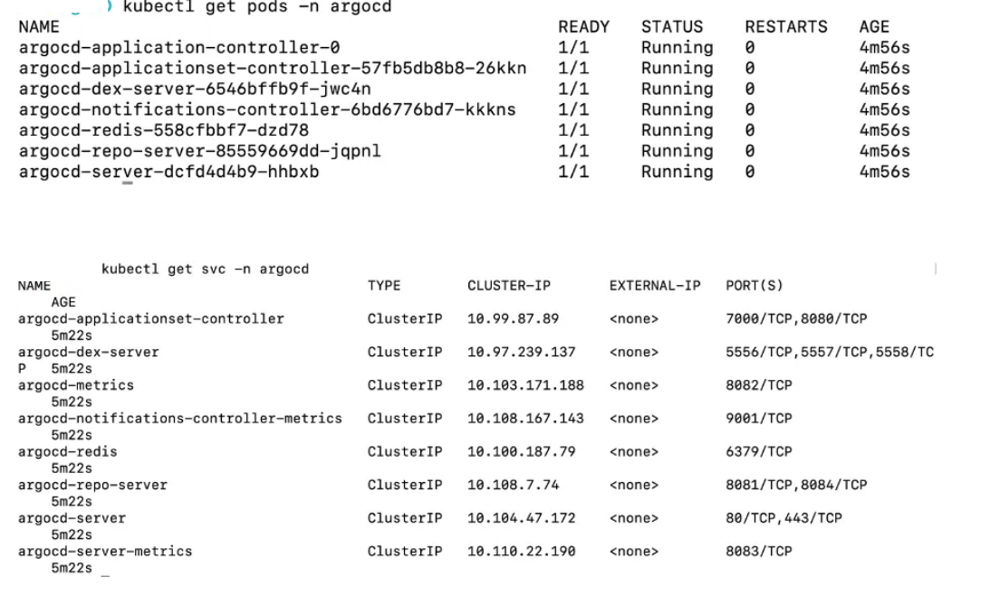 ) kubectl get pods -n argocd
NAME READY STATUS RESTARTS AGE
argocd-application-controller-0 1/1 Running 0 4m56s
argocd-applicationset-controller-57fb5db8b8-26kkn 1/1 Running 0 4m56s
argocd-dex-server-6546bffb9f-jwc4n 1/1 Running 0 4m56s
argocd-notifications-controller-6bd6776bd7-kkkns 1/1 Running 0 4m56s
argocd-redis-558cfbbf7-dzd78 1/1 Running 0 4m56s
argocd-repo-server-85559669dd-jqpnl 1/1 Running 0 4m56s
argocd-server-dcfd4d4b9-hhbxb 1/1 Running 0 4m56s
kubectl get svc -n argocd
NAME TYPE CLUSTER-IP EXTERNAL-IP PORT(S)
AGE
argocd-applicationset-controller ClusterIP 10.99.87.89 <none> 7000/TCP,8080/TCP
5m22s
argocd-dex-server ClusterIP 10.97.239.137 <none> 5556/TCP,5557/TCP,5558/TC
P 5m22s
argocd-metrics ClusterIP 10.103.171.188 <none> 8082/TCP
5m22s
argocd-notifications-controller-metrics ClusterIP 10.108.167.143 <none> 9001/TCP
5m22s
argocd-redis ClusterIP 10.100.187.79 <none> 6379/TCP
5m22s
argocd-repo-server ClusterIP 10.108.7.74 <none> 8081/TCP,8084/TCP
5m22s
argocd-server ClusterIP 10.104.47.172 <none> 80/TCP,443/TCP
5m22s
argocd-server-metrics ClusterIP 10.110.22.190 <none> 8083/TCP
5m22s